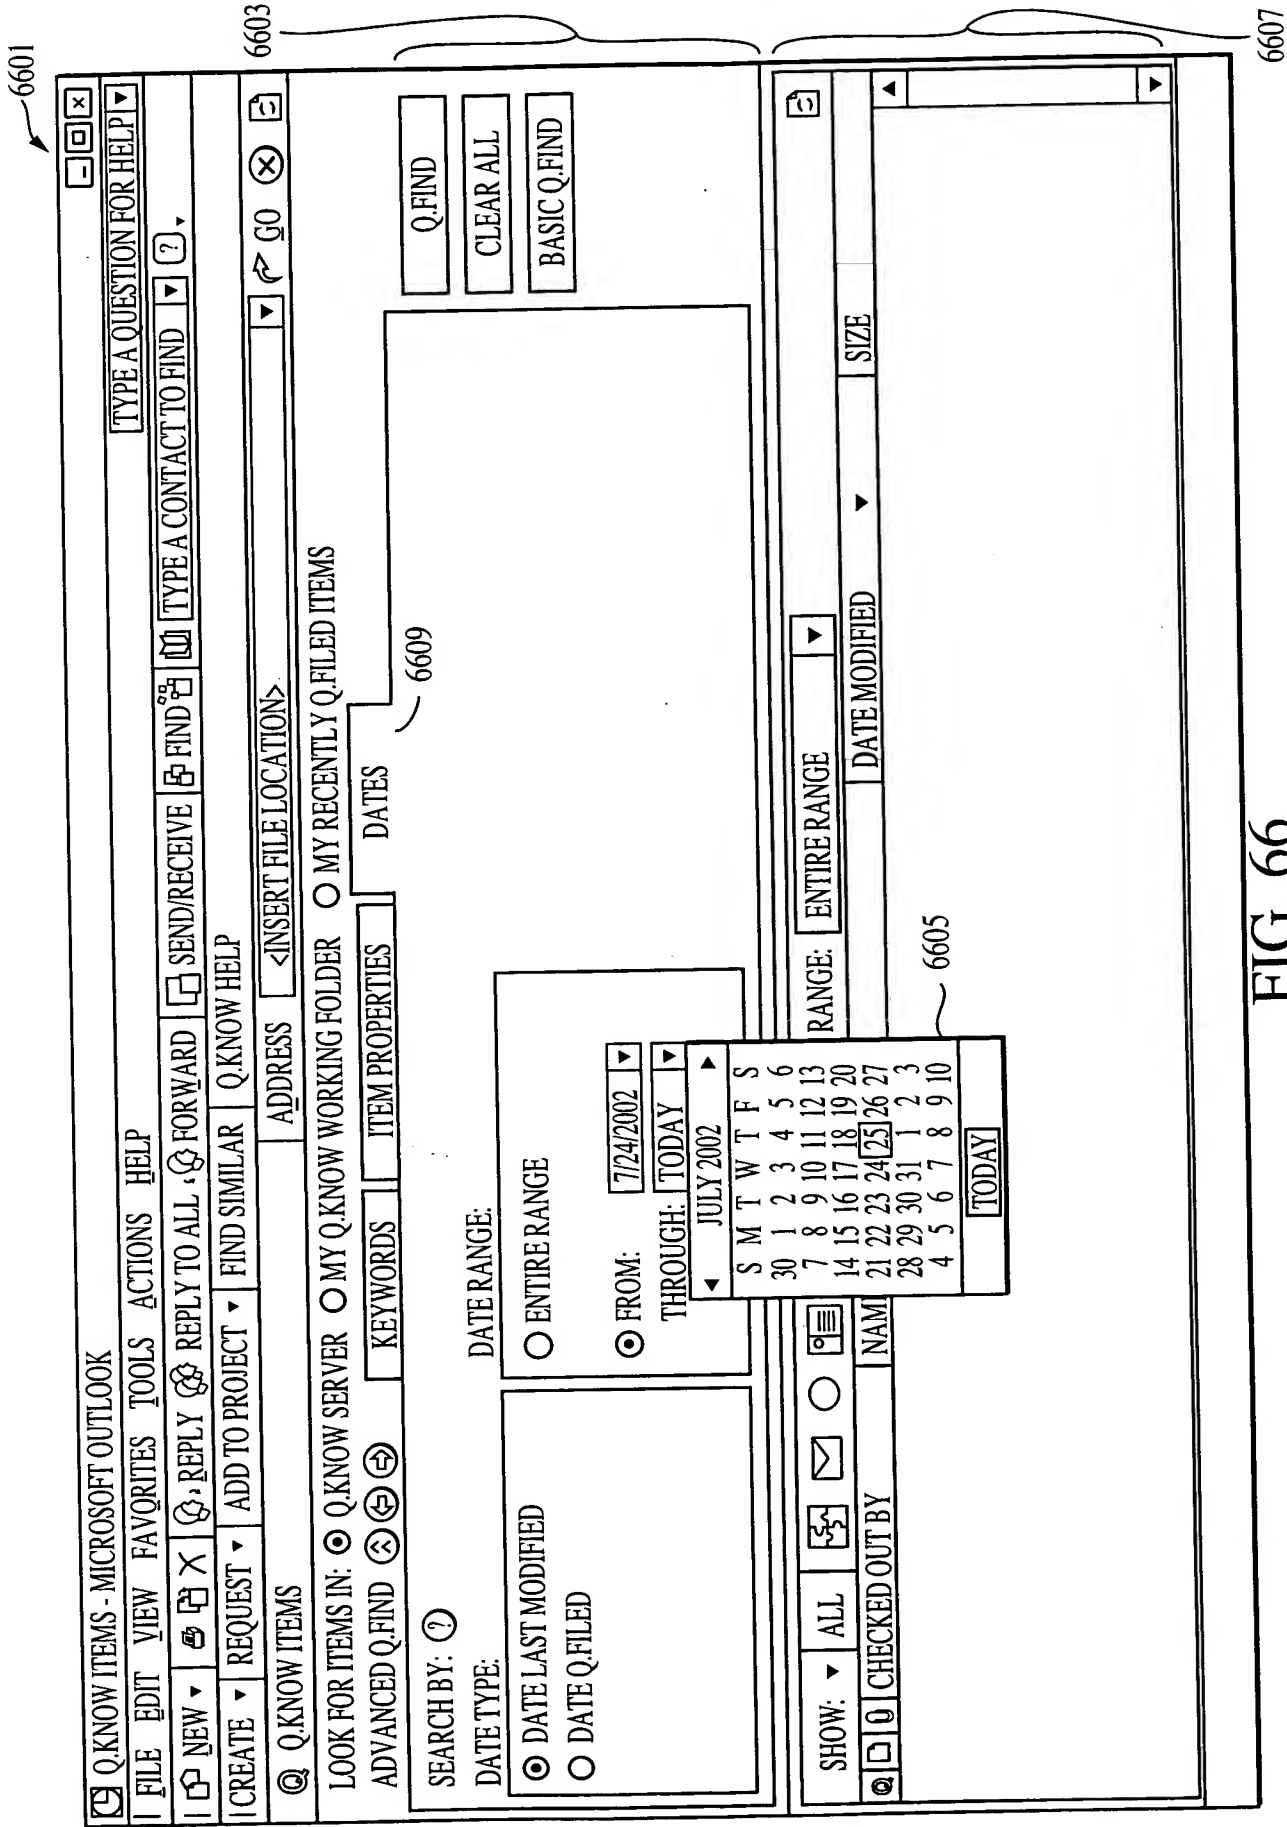 6601
Q.KNOW ITEMS - MICROSOFT OUTLOOK
FILE EDIT VIEW FAVORITES TOOLS ACTIONS HELP
TYPE A QUESTION FOR HELP
NEW REPLY REPLY TO ALL FORWARD SEND/RECEIVE FIND TYPE A CONTACT TO FIND ?
CREATE REQUEST ADD TO PROJECT FIND SIMILAR Q.KNOW HELP
Q Q.KNOW ITEMS ADDRESS <INSERT FILE LOCATION> GO
6603
LOOK FOR ITEMS IN: Q.KNOW SERVER MY Q.KNOW WORKING FOLDER MY RECENTLY Q.FILED ITEMS
ADVANCED Q.FIND KEYWORDS ITEM PROPERTIES DATES
6609
SEARCH BY: ?
Q.FIND
CLEAR ALL
BASIC Q.FIND
DATE TYPE:
DATE LAST MODIFIED
DATE Q.FILED
DATE RANGE:
ENTIRE RANGE
FROM: 7/24/2002
THROUGH: TODAY
JULY 2002
S M T W T F S
30 1 2 3 4 5 6
7 8 9 10 11 12 13
14 15 16 17 18 19 20
21 22 23 24 25 26 27
28 29 30 31 1 2 3
4 5 6 7 8 9 10
TODAY
6605
SHOW: ALL RANGE: ENTIRE RANGE
Q CHECKED OUT BY NAM DATE MODIFIED SIZE
6607
FIG. 66